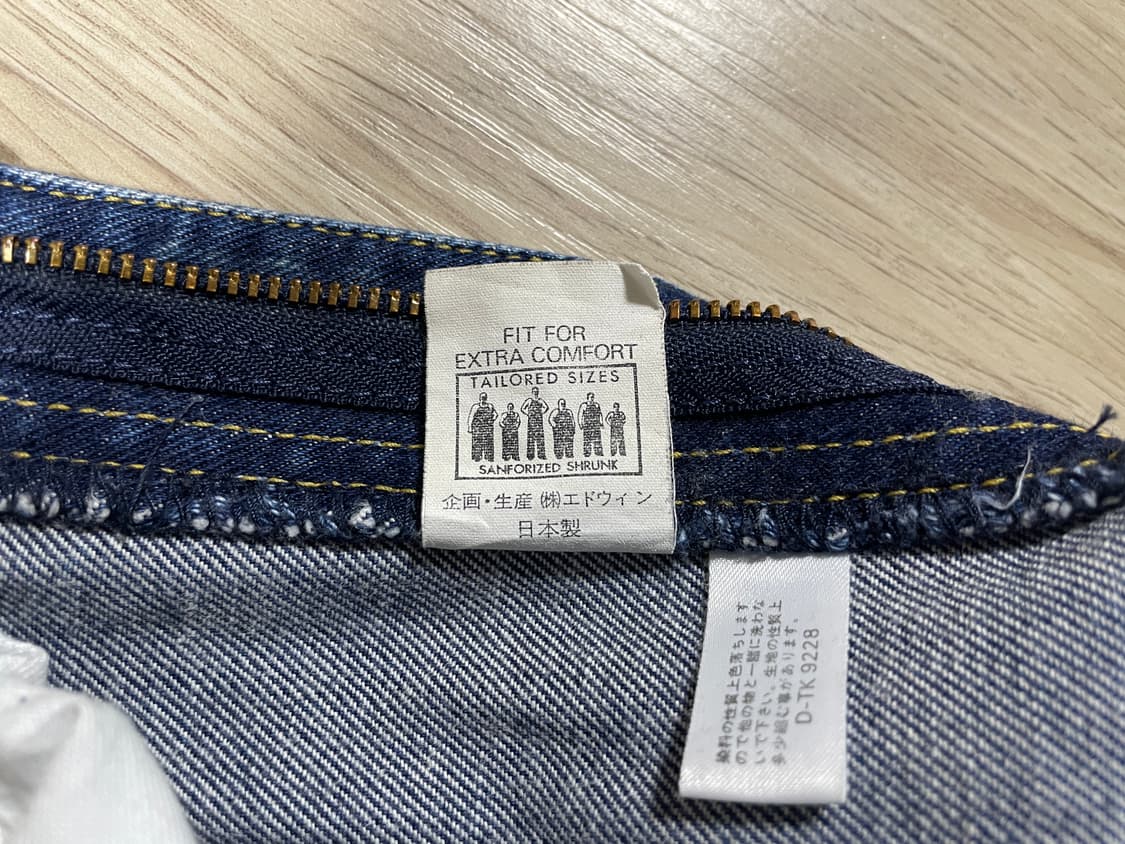 FIT FOR
EXTRA COMFORT
TAILORED SIZES
SANFORIZED SHRUNK
企画・生産 ㈱エドウィン
日本製
染料の性質上色落ちします
ので他の物と一緒に洗わな
いで下さい。生地の性質上
多少縮む事があります。
D-TK 9228